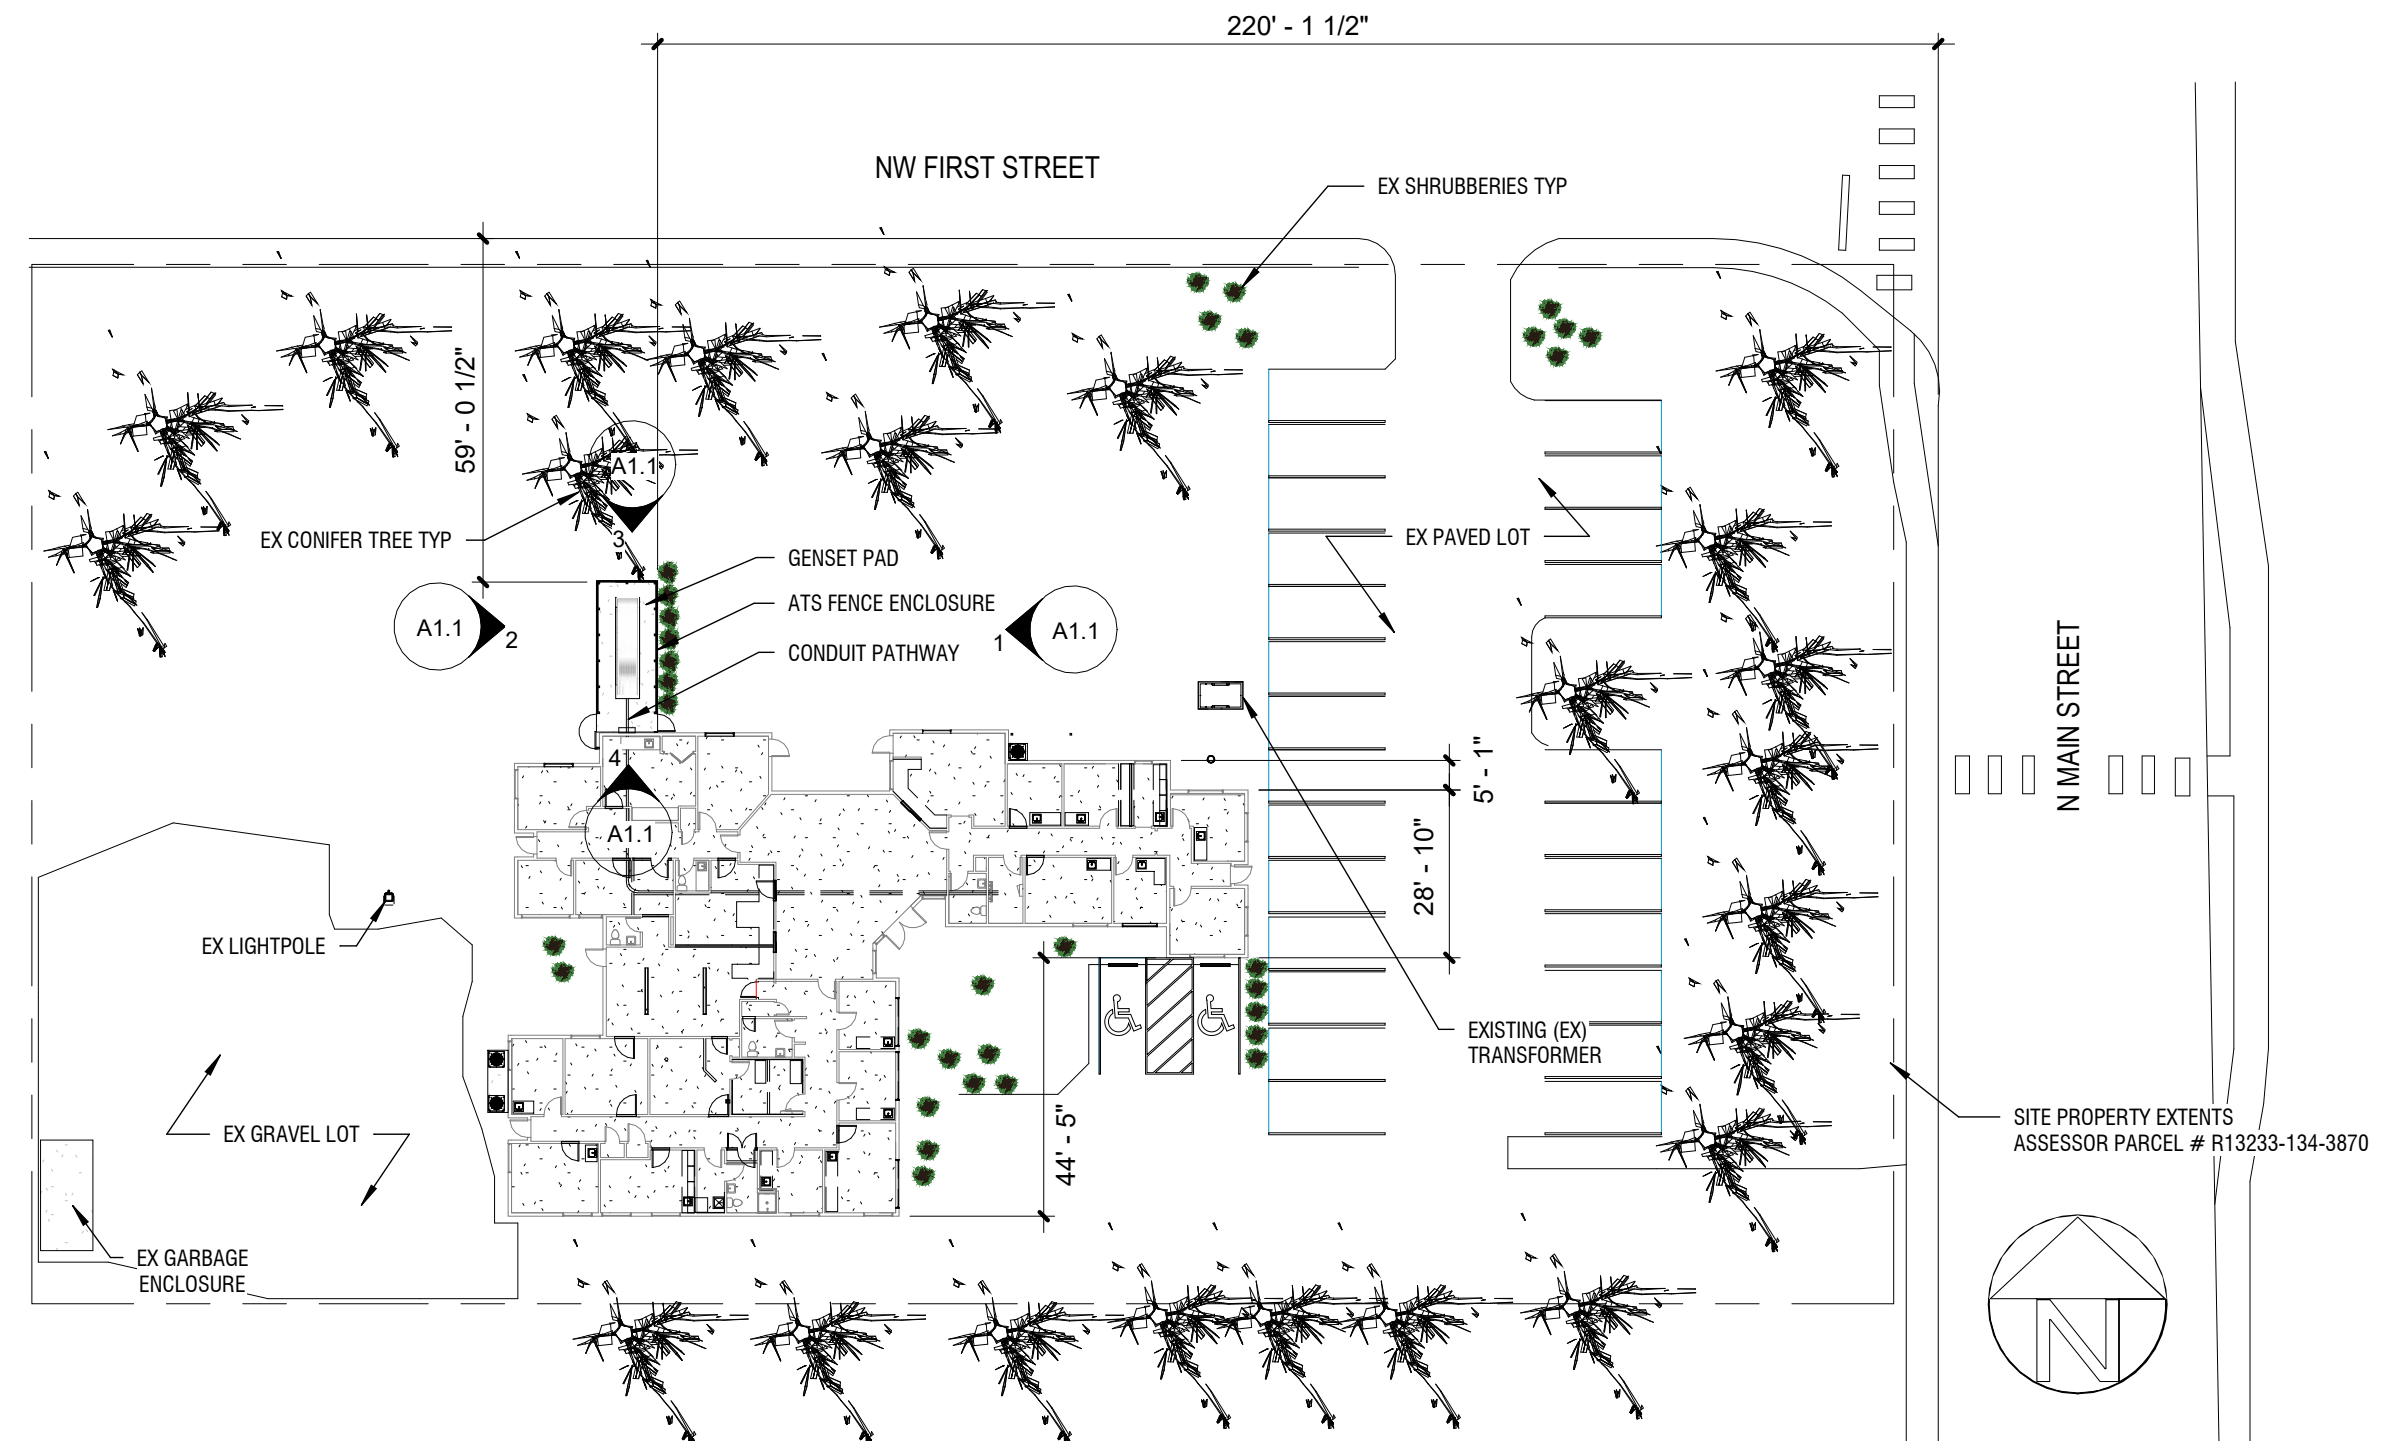 220' - 1 1/2"
NW FIRST STREET
EX SHRUBBERIES TYP
59' - 0 1/2"
A1.1
3
EX CONIFER TREE TYP
EX PAVED LOT
GENSET PAD
ATS FENCE ENCLOSURE
CONDUIT PATHWAY
A1.1
2
1
A1.1
N MAIN STREET
4
A1.1
5' - 1"
28' - 10"
EX LIGHTPOLE
EXISTING (EX)
TRANSFORMER
44' - 5"
EX GRAVEL LOT
SITE PROPERTY EXTENTS
ASSESSOR PARCEL # R13233-134-3870
EX GARBAGE
ENCLOSURE
N